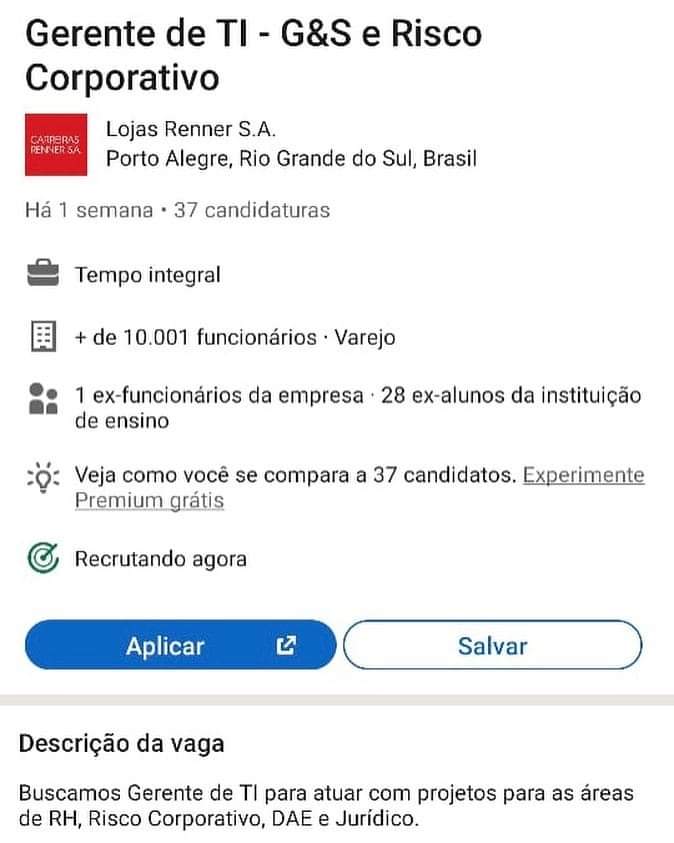 Gerente de TI - G&S e Risco
Corporativo
CARREIRAS
RENNER SA
Lojas Renner S.A.
Porto Alegre, Rio Grande do Sul, Brasil
Há 1 semana • 37 candidaturas
Tempo integral
+ de 10.001 funcionários · Varejo
1 ex-funcionários da empresa · 28 ex-alunos da instituição
de ensino
Veja como você se compara a 37 candidatos. Experimente
Premium grátis
Recrutando agora
Aplicar
Salvar
Descrição da vaga
Buscamos Gerente de TI para atuar com projetos para as áreas
de RH, Risco Corporativo, DAE e Jurídico.